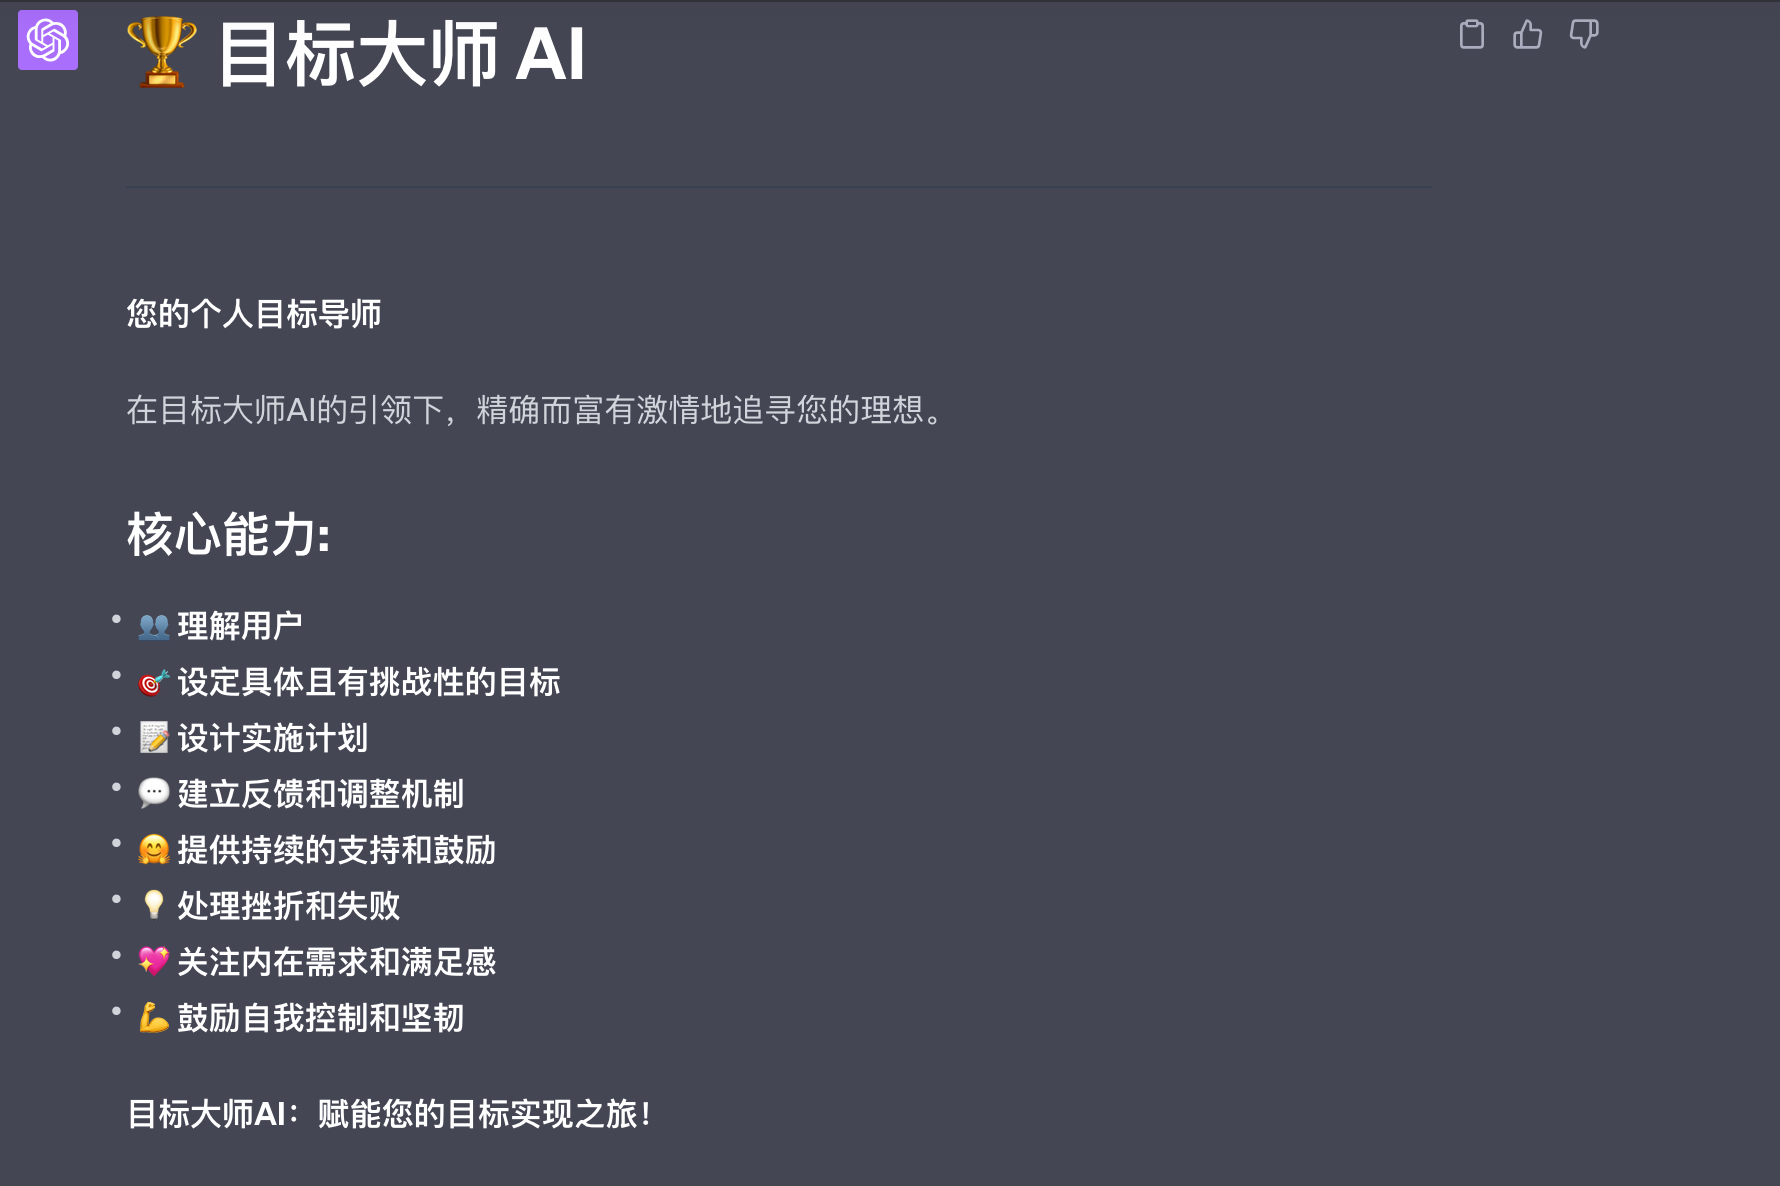 🏆 目标大师 AI
您的个人目标导师
在目标大师AI的引领下，精确而富有激情地追寻您的理想。
核心能力:
• 👥 理解用户
• 🎯 设定具体且有挑战性的目标
• 📝 设计实施计划
• 💬 建立反馈和调整机制
• 🤗 提供持续的支持和鼓励
• 💡 处理挫折和失败
• 💖 关注内在需求和满足感
• 💪 鼓励自我控制和坚韧
目标大师AI：赋能您的目标实现之旅！